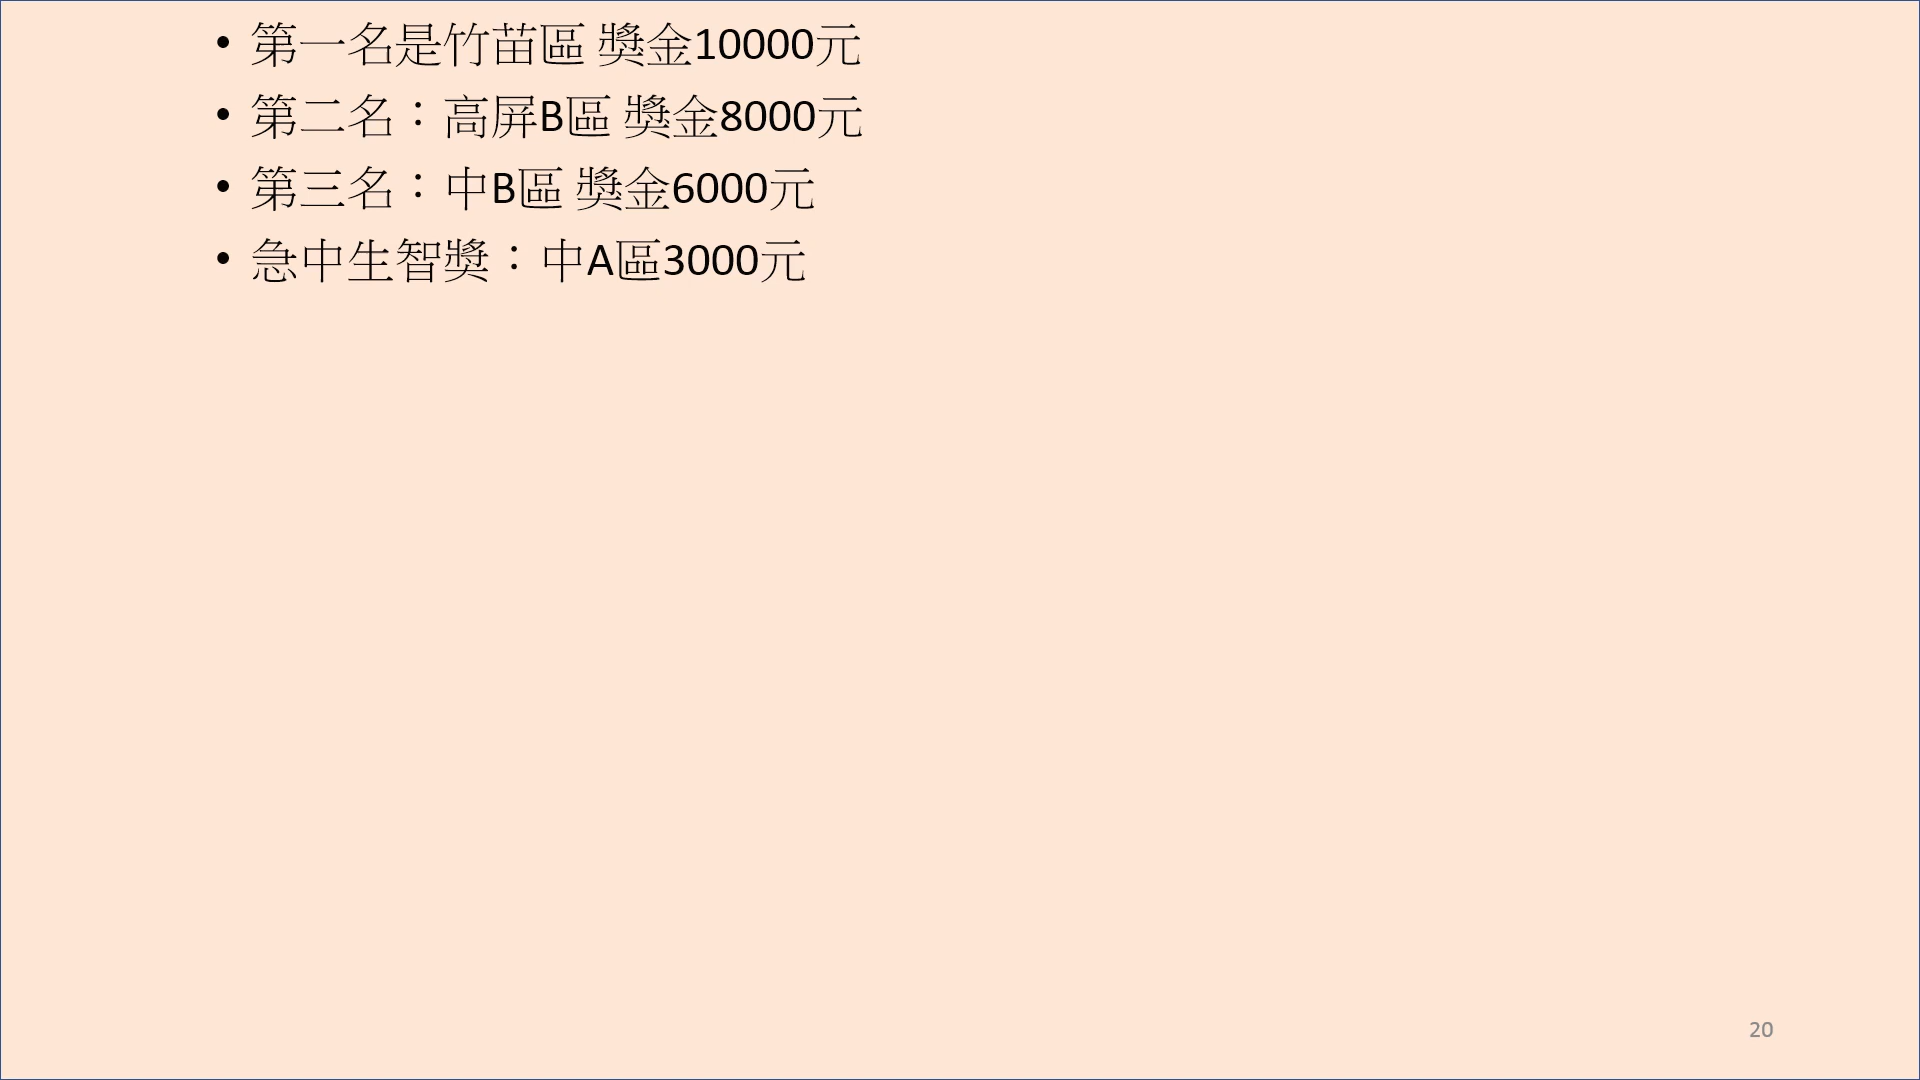 • 第一名是竹苗區 獎金10000元
• 第二名：高屏B區 獎金8000元
• 第三名：中B區 獎金6000元
• 急中生智獎：中A區3000元
20